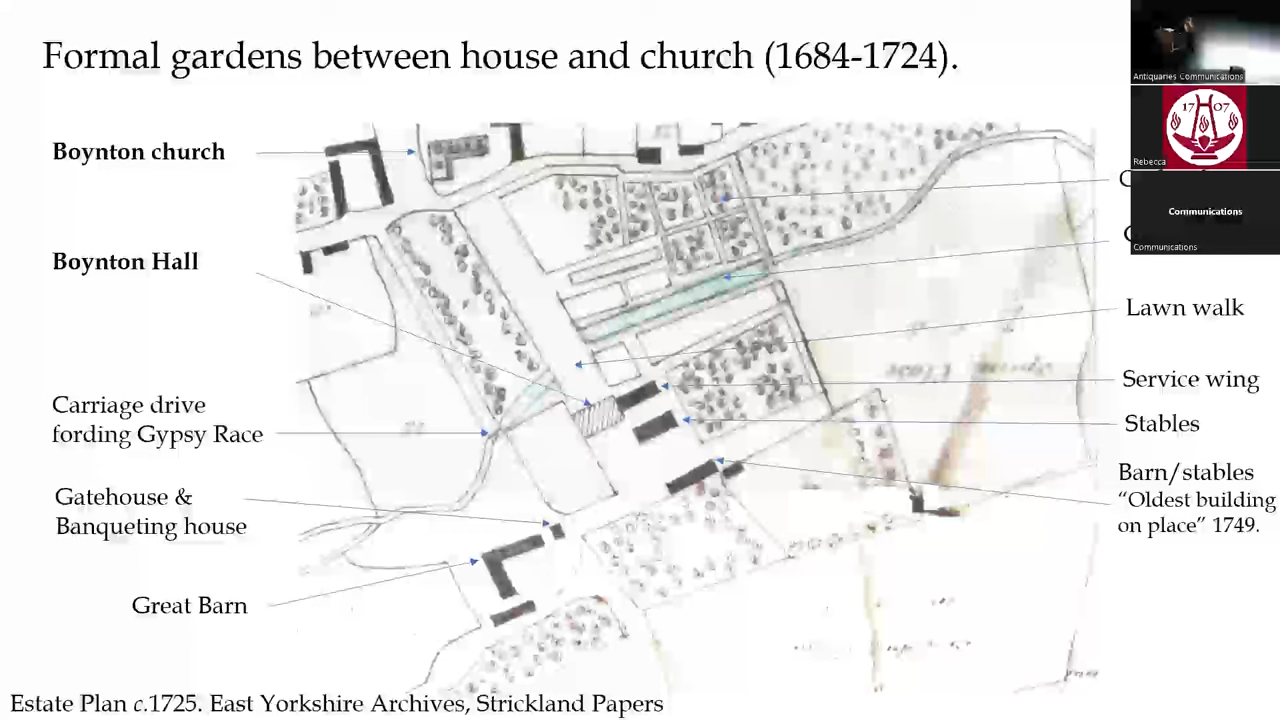 Formal gardens between house and church (1684-1724).
Antiquaries Communications
17 07
Rebecca
Communications
Communications
Boynton church
Boynton Hall
Carriage drive
fording Gypsy Race
Gatehouse &
Banqueting house
Great Barn
Lawn walk
Service wing
Stables
Barn/stables
"Oldest building
on place" 1749.
Estate Plan c.1725. East Yorkshire Archives, Strickland Papers